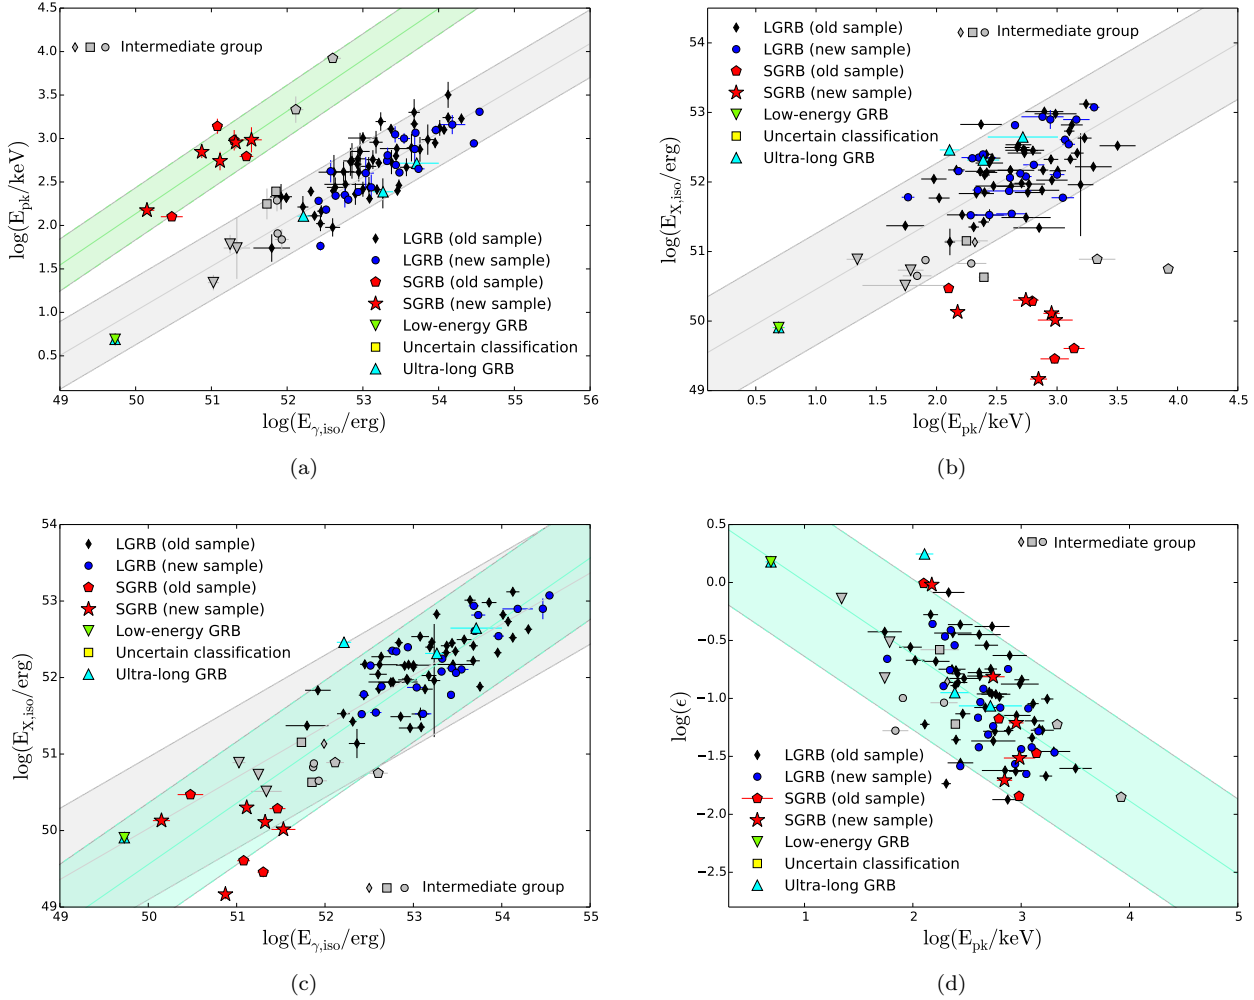 4.5
4.0
3.5
3.0
2.5
2.0
1.5
1.0
0.5
log(E_pk/keV)
Intermediate group
LGRB (old sample)
LGRB (new sample)
SGRB (old sample)
SGRB (new sample)
Low-energy GRB
Uncertain classification
Ultra-long GRB
49 50 51 52 53 54 55 56
log(E_γ,iso/erg)
(a)
54
53
52
51
50
49
log(E_X,iso/erg)
LGRB (old sample)
LGRB (new sample)
SGRB (old sample)
SGRB (new sample)
Low-energy GRB
Uncertain classification
Ultra-long GRB
Intermediate group
0.5 1.0 1.5 2.0 2.5 3.0 3.5 4.0 4.5
log(E_pk/keV)
(b)
54
53
52
51
50
49
log(E_X,iso/erg)
LGRB (old sample)
LGRB (new sample)
SGRB (old sample)
SGRB (new sample)
Low-energy GRB
Uncertain classification
Ultra-long GRB
Intermediate group
49 50 51 52 53 54 55
log(E_γ,iso/erg)
(c)
0.5
0.0
−0.5
−1.0
−1.5
−2.0
−2.5
log(ϵ)
Intermediate group
LGRB (old sample)
LGRB (new sample)
SGRB (old sample)
SGRB (new sample)
Low-energy GRB
Uncertain classification
Ultra-long GRB
1 2 3 4 5
log(E_pk/keV)
(d)